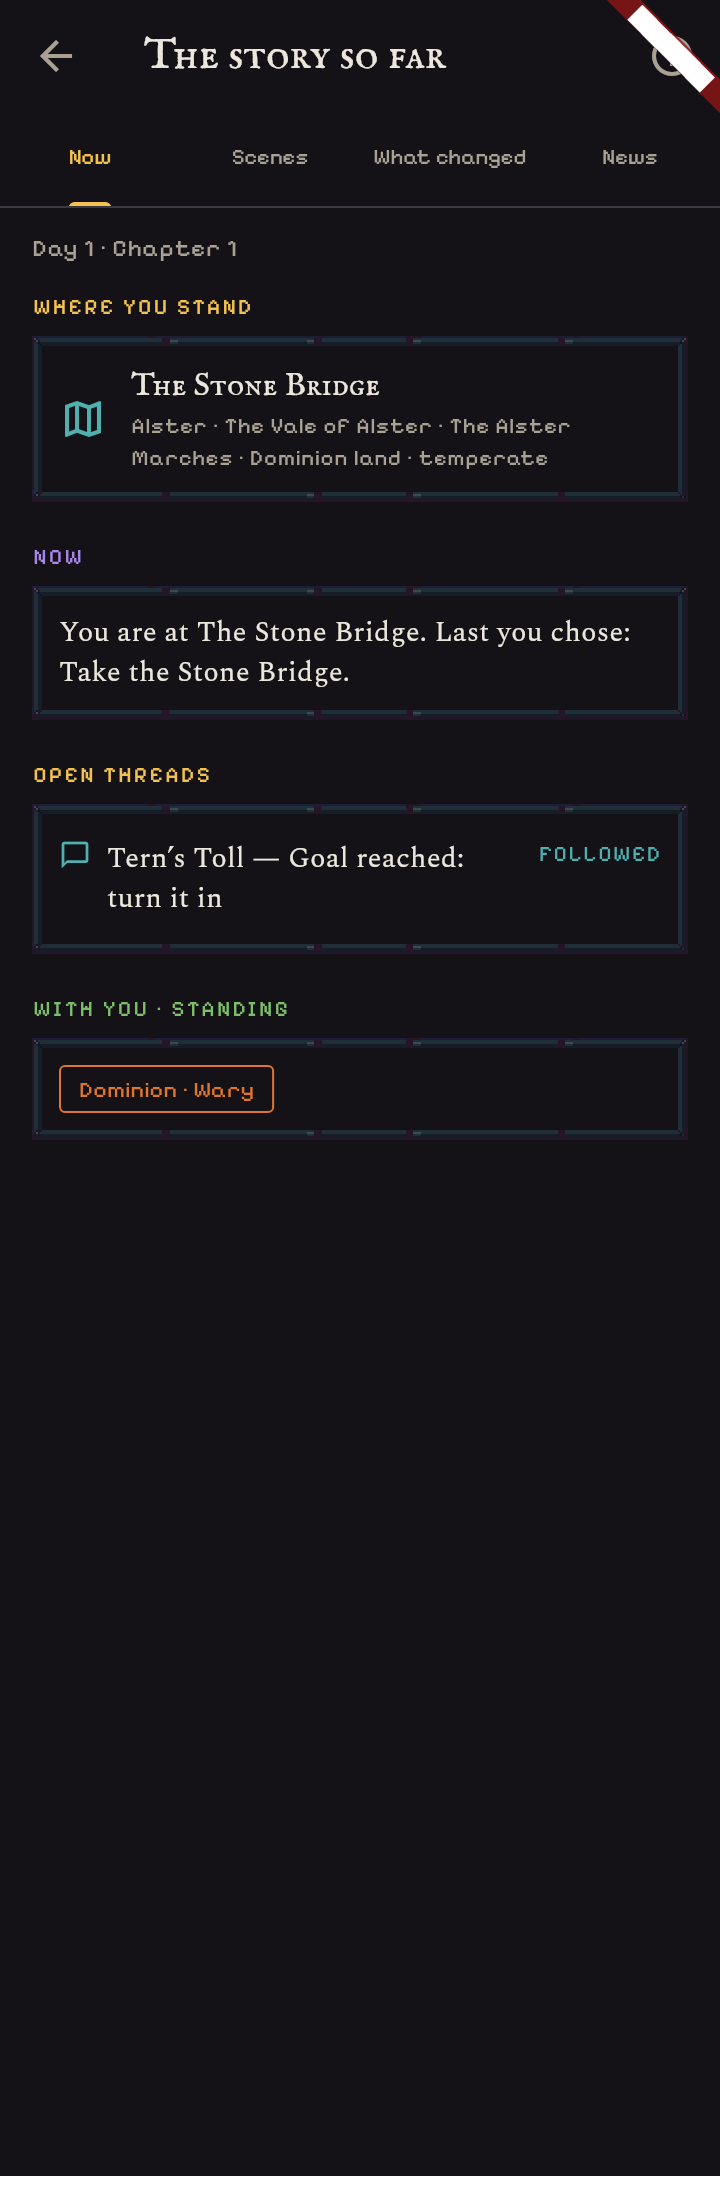 The story so far
Now
Scenes
What changed
News
Day 1 · Chapter 1
WHERE YOU STAND
The Stone Bridge
Alster · The Vale of Alster · The Alster
Marches · Dominion land · temperate
NOW
You are at The Stone Bridge. Last you chose:
Take the Stone Bridge.
OPEN THREADS
Tern's Toll — Goal reached:
turn it in
FOLLOWED
WITH YOU · STANDING
Dominion · Wary